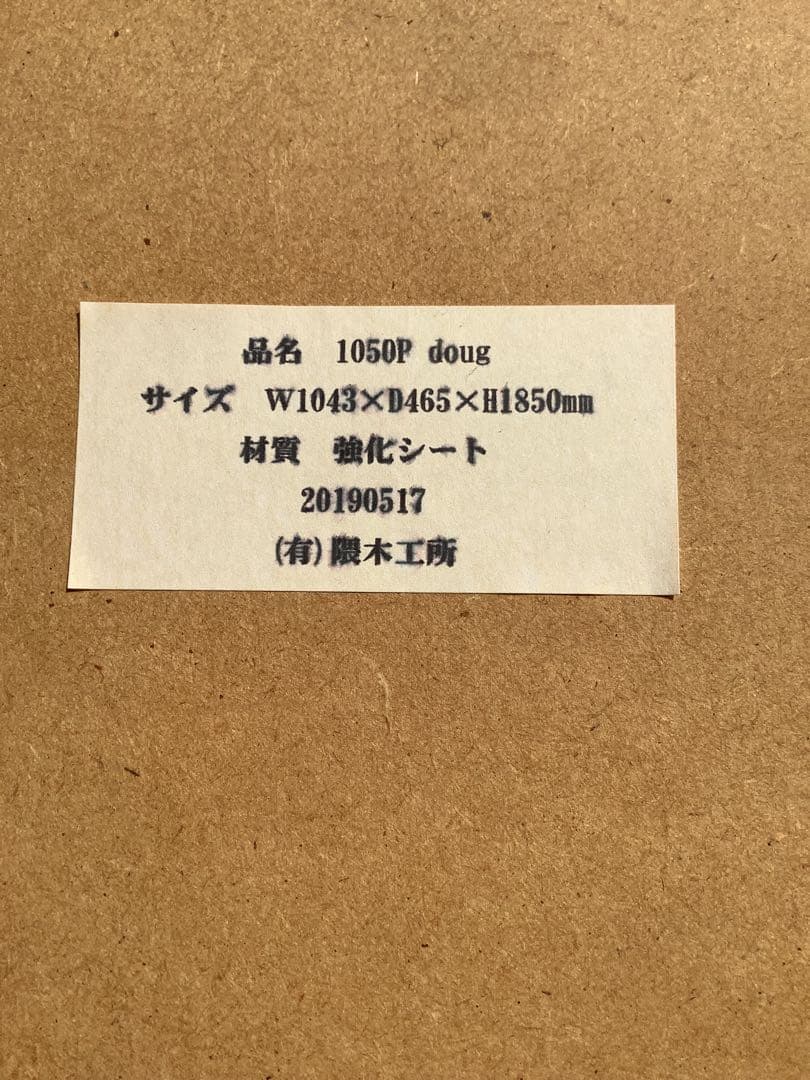 品名　1050P doug
サイズ　W1043×D465×H1850mm
材質　強化シート
20190517
(有)隈木工所